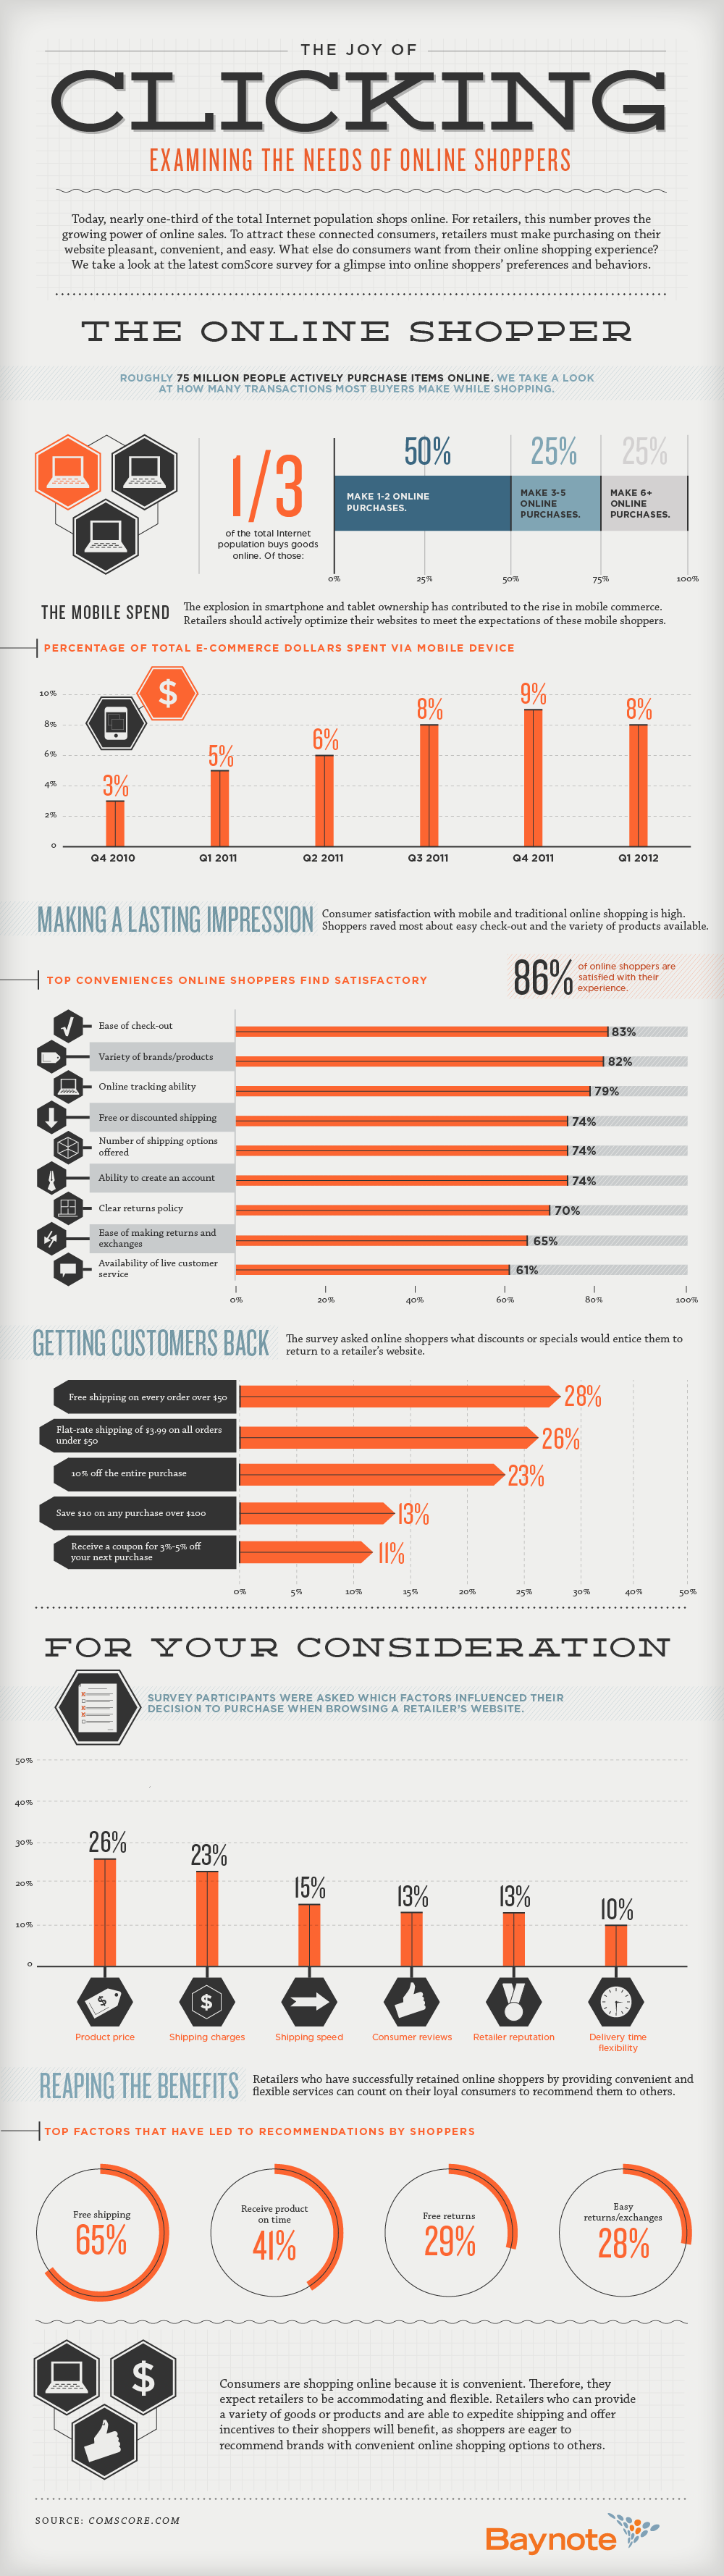 THE JOY OF
CLICKING
EXAMINING THE NEEDS OF ONLINE SHOPPERS
Today, nearly one-third of the total Internet population shops online. For retailers, this number proves the
growing power of online sales. To attract these connected consumers, retailers must make purchasing on their
website pleasant, convenient, and easy. What else do consumers want from their online shopping experience?
We take a look at the latest comScore survey for a glimpse into online shoppers' preferences and behaviors.
THE ONLINE SHOPPER
ROUGHLY 75 MILLION PEOPLE ACTIVELY PURCHASE ITEMS ONLINE. WE TAKE A LOOK
AT HOW MANY TRANSACTIONS MOST BUYERS MAKE WHILE SHOPPING.
1/3
of the total Internet
population buys goods
online. Of those:
50%
25%
25%
MAKE 1-2 ONLINE
PURCHASES.
MAKE 3-5
ONLINE
PURCHASES.
MAKE 6+
ONLINE
PURCHASES.
0%
25%
50%
75%
100%
THE MOBILE SPEND
The explosion in smartphone and tablet ownership has contributed to the rise in mobile commerce.
Retailers should actively optimize their websites to meet the expectations of these mobile shoppers.
PERCENTAGE OF TOTAL E-COMMERCE DOLLARS SPENT VIA MOBILE DEVICE
10%
8%
6%
4%
2%
0
$
3%
5%
6%
8%
9%
8%
Q4 2010
Q1 2011
Q2 2011
Q3 2011
Q4 2011
Q1 2012
MAKING A LASTING IMPRESSION
Consumer satisfaction with mobile and traditional online shopping is high.
Shoppers raved most about easy check-out and the variety of products available.
TOP CONVENIENCES ONLINE SHOPPERS FIND SATISFACTORY
86%
of online shoppers are
satisfied with their
experience.
Ease of check-out
83%
Variety of brands/products
82%
Online tracking ability
79%
Free or discounted shipping
74%
Number of shipping options
offered
74%
Ability to create an account
74%
Clear returns policy
70%
Ease of making returns and
exchanges
65%
Availability of live customer
service
61%
0%
20%
40%
60%
80%
100%
GETTING CUSTOMERS BACK
The survey asked online shoppers what discounts or specials would entice them to
return to a retailer's website.
Free shipping on every order over $50
28%
Flat-rate shipping of $3.99 on all orders
under $50
26%
10% off the entire purchase
23%
Save $10 on any purchase over $100
13%
Receive a coupon for 3%-5% off
your next purchase
11%
0%
5%
10%
15%
20%
25%
30%
40%
50%
FOR YOUR CONSIDERATION
SURVEY PARTICIPANTS WERE ASKED WHICH FACTORS INFLUENCED THEIR
DECISION TO PURCHASE WHEN BROWSING A RETAILER'S WEBSITE.
50%
40%
30%
20%
10%
0
26%
23%
15%
13%
13%
10%
$
$
Product price
Shipping charges
Shipping speed
Consumer reviews
Retailer reputation
Delivery time
flexibility
REAPING THE BENEFITS
Retailers who have successfully retained online shoppers by providing convenient and
flexible services can count on their loyal consumers to recommend them to others.
TOP FACTORS THAT HAVE LED TO RECOMMENDATIONS BY SHOPPERS
Free shipping
65%
Receive product
on time
41%
Free returns
29%
Easy
returns/exchanges
28%
$
Consumers are shopping online because it is convenient. Therefore, they
expect retailers to be accommodating and flexible. Retailers who can provide
a variety of goods or products and are able to expedite shipping and offer
incentives to their shoppers will benefit, as shoppers are eager to
recommend brands with convenient online shopping options to others.
SOURCE: COMSCORE.COM
Baynote